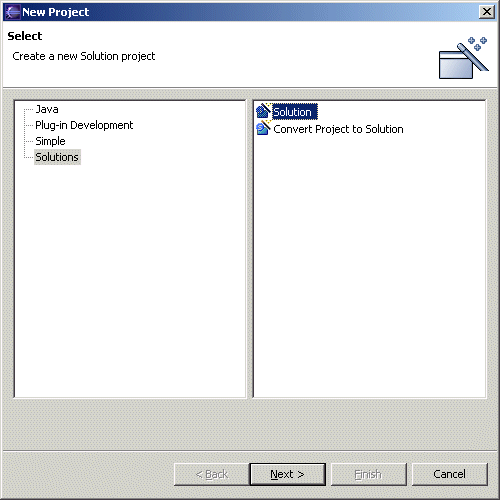 New Project
Select
Create a new Solution project
Java
Plug-in Development
Simple
Solutions
Solution
Convert Project to Solution
< Back
Next >
Finish
Cancel